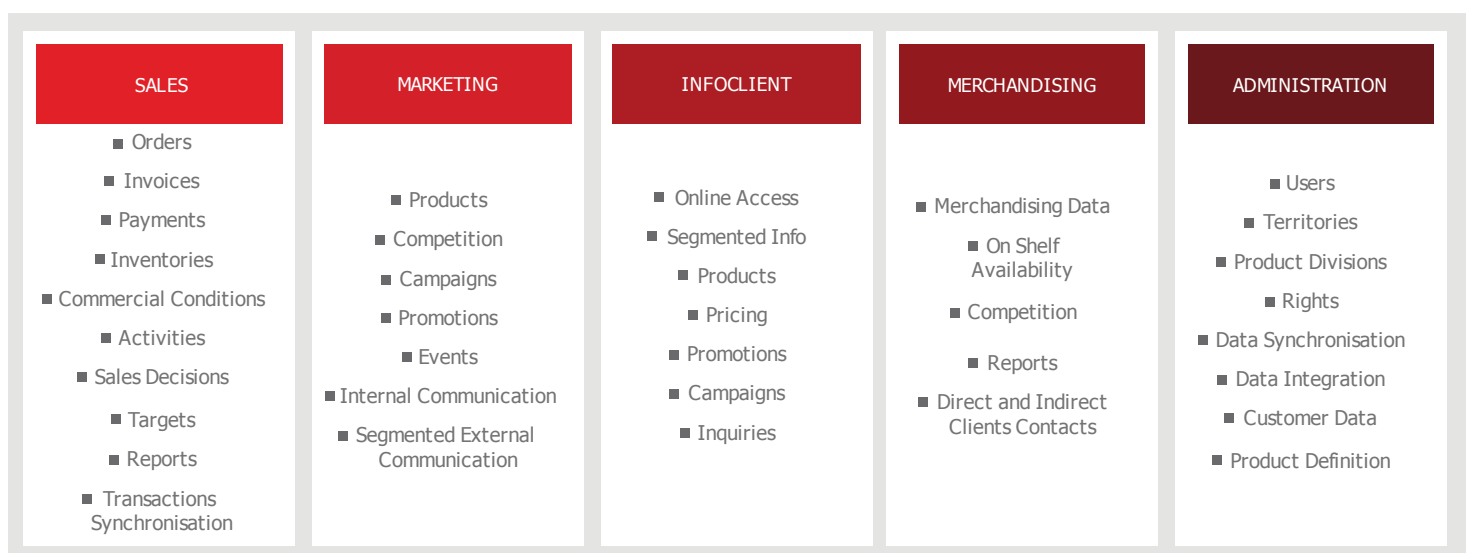 SALES
Orders
Invoices
Payments
Inventories
Commercial Conditions
Activities
Sales Decisions
Targets
Reports
Transactions
Synchronisation
MARKETING
Products
Competition
Campaigns
Promotions
Events
Internal Communication
Segmented External
Communication
INFOCLIENT
Online Access
Segmented Info
Products
Pricing
Promotions
Campaigns
Inquiries
MERCHANDISING
Merchandising Data
On Shelf
Availability
Competition
Reports
Direct and Indirect
Clients Contacts
ADMINISTRATION
Users
Territories
Product Divisions
Rights
Data Synchronisation
Data Integration
Customer Data
Product Definition